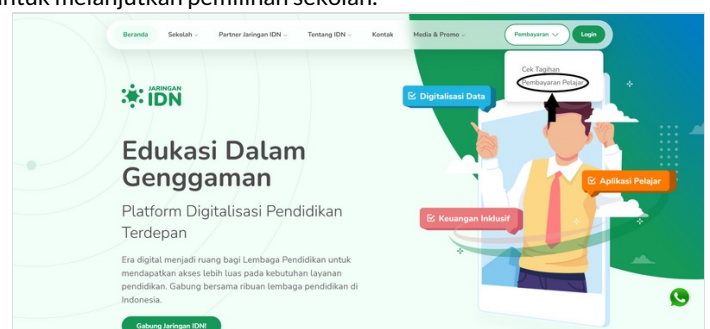 untuk melanjutkan pemilihan sekolah.
Beranda Sekolah Partner Jaringan IDN Tentang IDN Kontak Media & Promo Pembayaran Login
Cek Tagihan
Pembayaran Pelajar
JARINGAN
IDN
Digitalisasi Data
Edukasi Dalam
Genggaman
Aplikasi Pelajar
Platform Digitalisasi Pendidikan
Terdepan
Keuangan Inklusif
Era digital menjadi ruang bagi Lembaga Pendidikan untuk
mendapatkan akses lebih luas pada kebutuhan layanan
pendidikan. Gabung bersama ribuan lembaga pendidikan di
Indonesia.
Gabung Jaringan IDN!